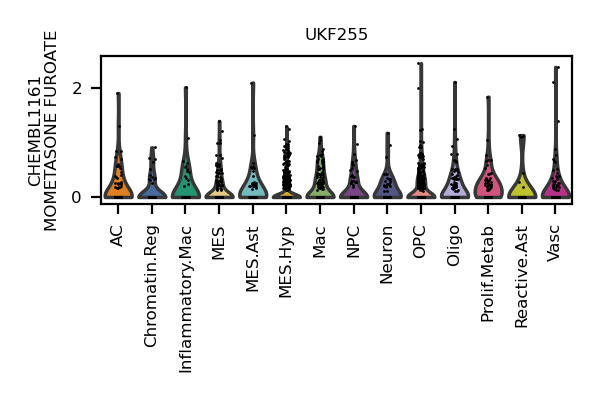 UKF255
CHEMBL1161
MOMETASONE FUROATE
2
0
AC
Chromatin.Reg
Inflammatory.Mac
MES
MES.Ast
MES.Hyp
Mac
NPC
Neuron
OPC
Oligo
Prolif.Metab
Reactive.Ast
Vasc